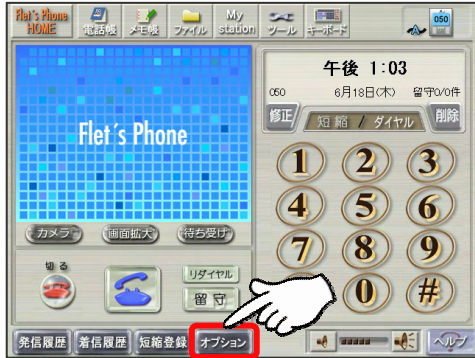 Flet's Phone
HOME
電話帳
メモ帳
ファイル
My
station
ツール
キーボード
050
午後 1:03
050 6月18日(木) 留守0/0件
修正 短縮 / ダイヤル 削除
Flet's Phone
1 2 3
4 5 6
7 8 9
0 #
カメラ 画面拡大 待ち受け
切る
リダイヤル
留守
発信履歴 着信履歴 短縮登録 オプション
ヘルプ